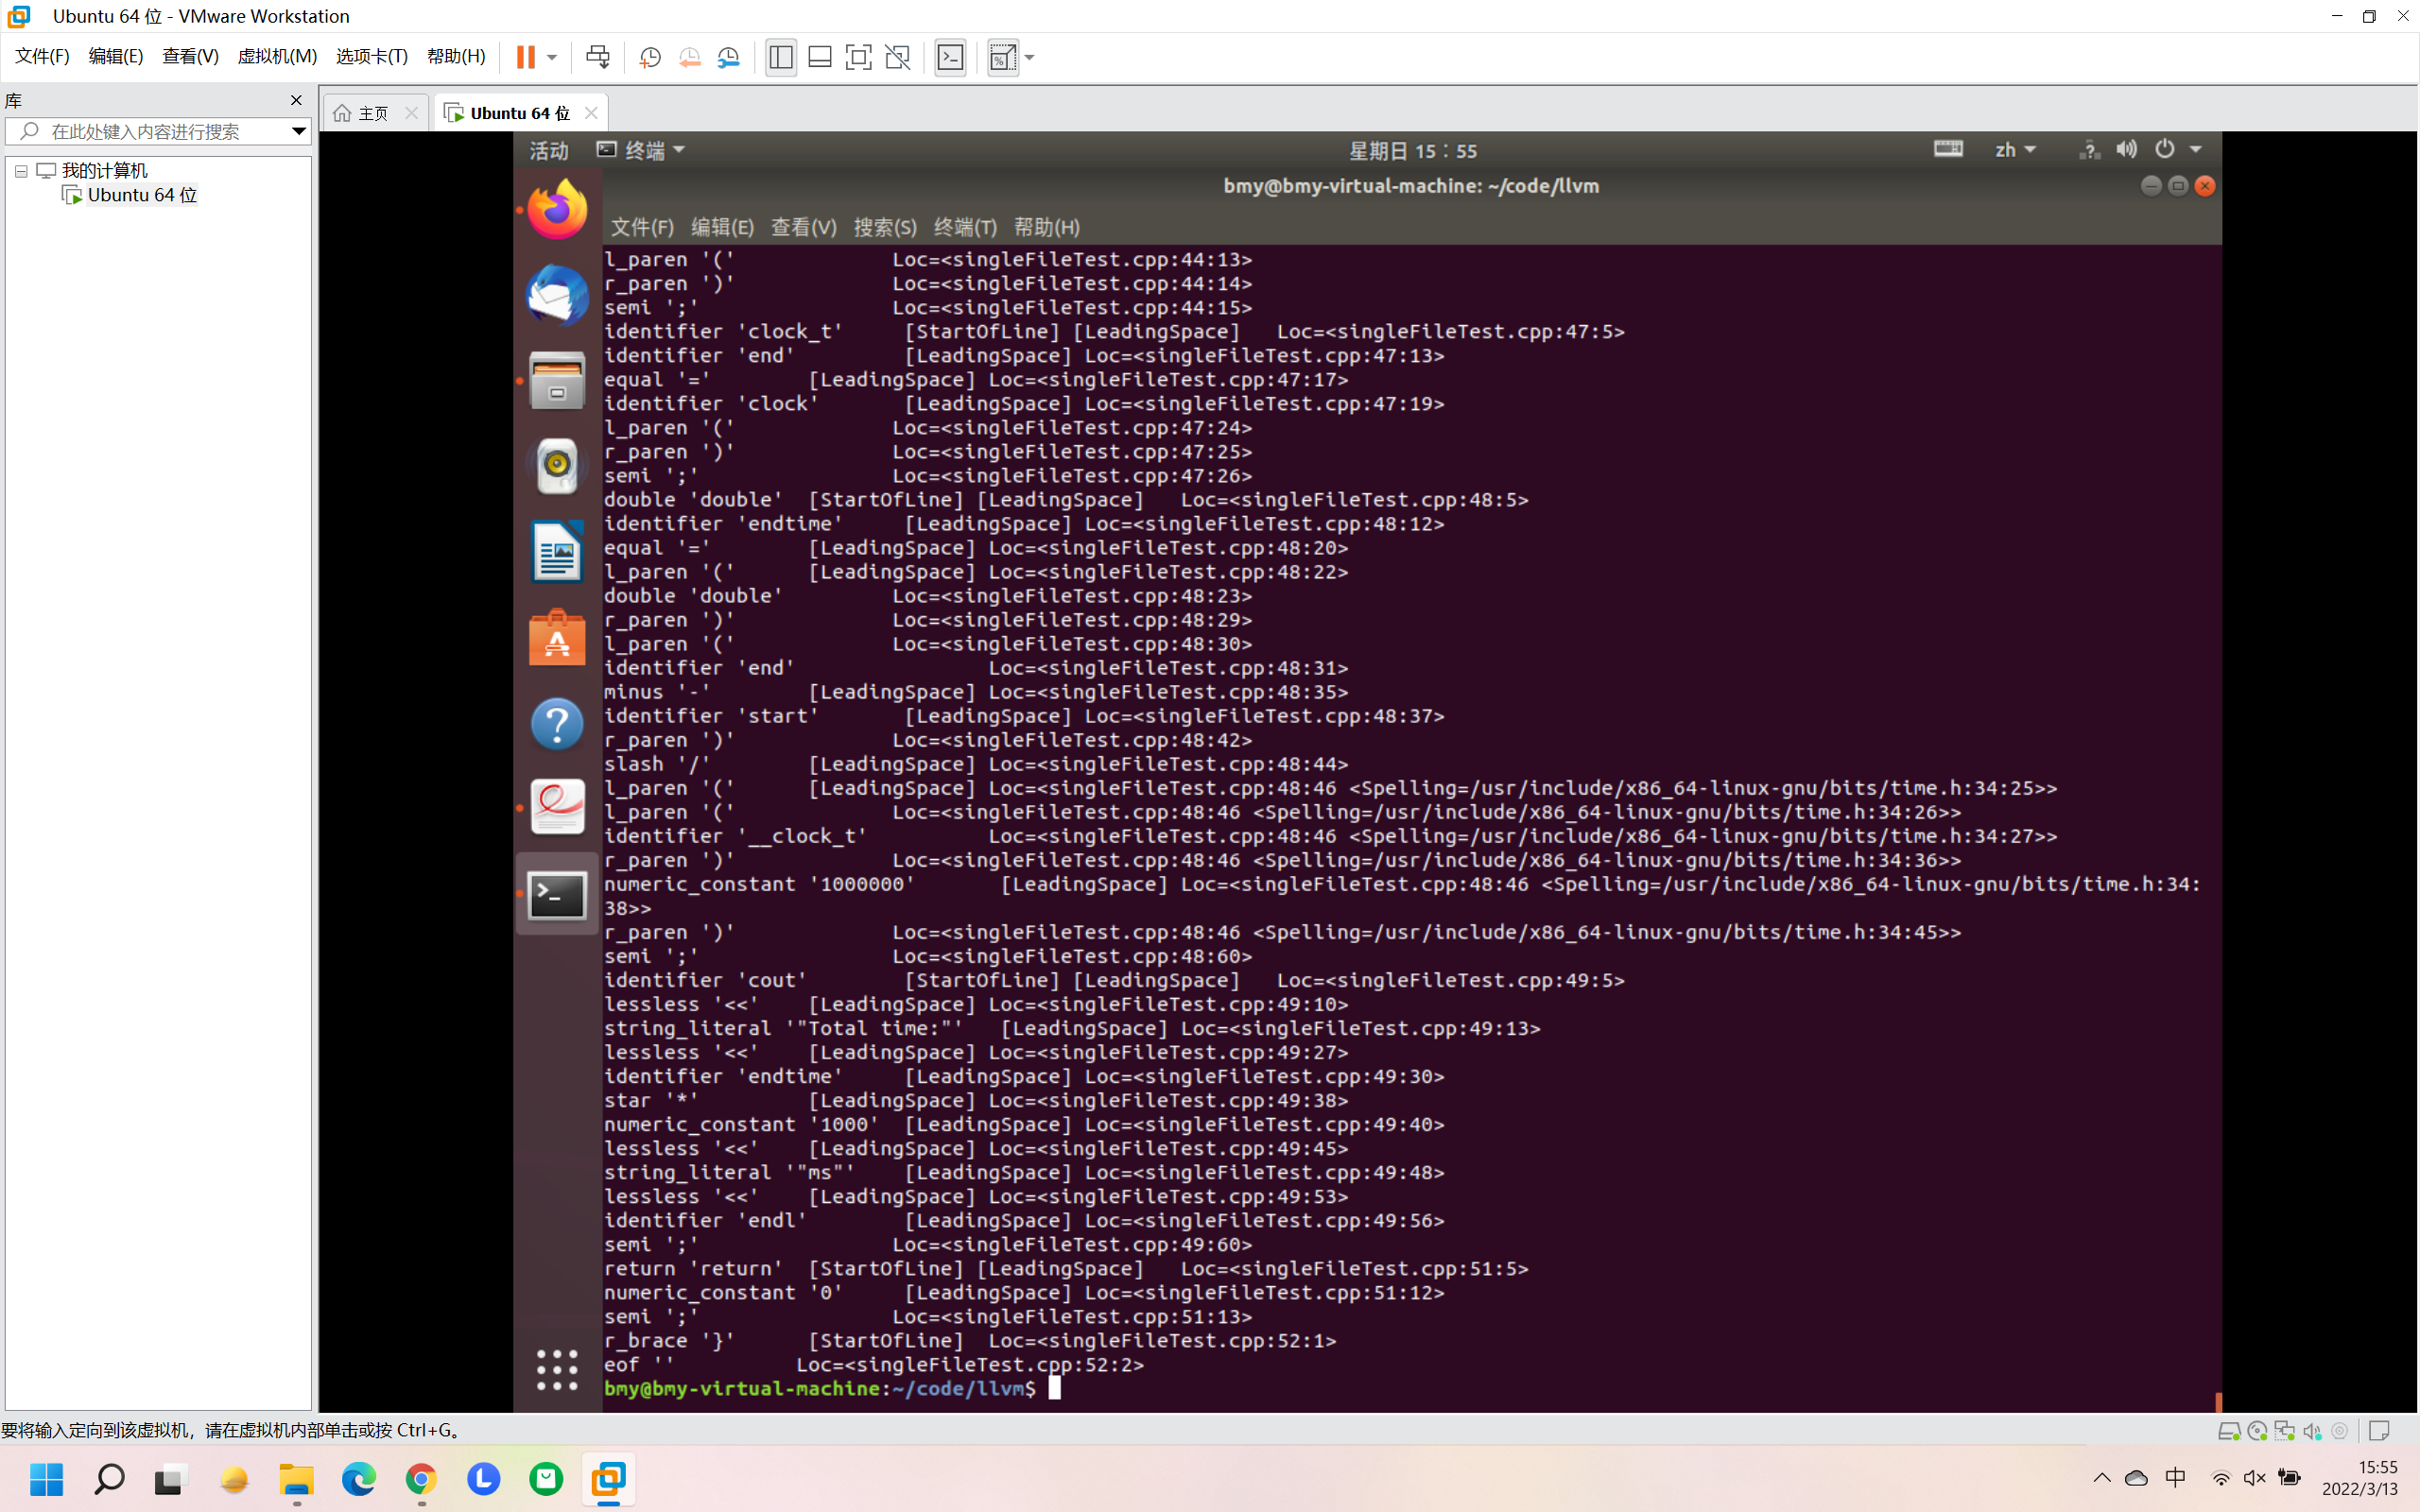 Ubuntu 64 位 - VMware Workstation
文件(F) 编辑(E) 查看(V) 虚拟机(M) 选项卡(T) 帮助(H)
库
在此处键入内容进行搜索
我的计算机
Ubuntu 64 位
主页 Ubuntu 64 位
活动 终端 星期日 15：55 zh
bmy@bmy-virtual-machine: ~/code/llvm
文件(F) 编辑(E) 查看(V) 搜索(S) 终端(T) 帮助(H)
l_paren '(' Loc=<singleFileTest.cpp:44:13>
r_paren ')' Loc=<singleFileTest.cpp:44:14>
semi ';' Loc=<singleFileTest.cpp:44:15>
identifier 'clock_t' [StartOfLine] [LeadingSpace] Loc=<singleFileTest.cpp:47:5>
identifier 'end' [LeadingSpace] Loc=<singleFileTest.cpp:47:13>
equal '=' [LeadingSpace] Loc=<singleFileTest.cpp:47:17>
identifier 'clock' [LeadingSpace] Loc=<singleFileTest.cpp:47:19>
l_paren '(' Loc=<singleFileTest.cpp:47:24>
r_paren ')' Loc=<singleFileTest.cpp:47:25>
semi ';' Loc=<singleFileTest.cpp:47:26>
double 'double' [StartOfLine] [LeadingSpace] Loc=<singleFileTest.cpp:48:5>
identifier 'endtime' [LeadingSpace] Loc=<singleFileTest.cpp:48:12>
equal '=' [LeadingSpace] Loc=<singleFileTest.cpp:48:20>
l_paren '(' [LeadingSpace] Loc=<singleFileTest.cpp:48:22>
double 'double' Loc=<singleFileTest.cpp:48:23>
r_paren ')' Loc=<singleFileTest.cpp:48:29>
l_paren '(' Loc=<singleFileTest.cpp:48:30>
identifier 'end' Loc=<singleFileTest.cpp:48:31>
minus '-' [LeadingSpace] Loc=<singleFileTest.cpp:48:35>
identifier 'start' [LeadingSpace] Loc=<singleFileTest.cpp:48:37>
r_paren ')' Loc=<singleFileTest.cpp:48:42>
slash '/' [LeadingSpace] Loc=<singleFileTest.cpp:48:44>
l_paren '(' [LeadingSpace] Loc=<singleFileTest.cpp:48:46 <Spelling=/usr/include/x86_64-linux-gnu/bits/time.h:34:25>>
l_paren '(' Loc=<singleFileTest.cpp:48:46 <Spelling=/usr/include/x86_64-linux-gnu/bits/time.h:34:26>>
identifier '__clock_t' Loc=<singleFileTest.cpp:48:46 <Spelling=/usr/include/x86_64-linux-gnu/bits/time.h:34:27>>
r_paren ')' Loc=<singleFileTest.cpp:48:46 <Spelling=/usr/include/x86_64-linux-gnu/bits/time.h:34:36>>
numeric_constant '1000000' [LeadingSpace] Loc=<singleFileTest.cpp:48:46 <Spelling=/usr/include/x86_64-linux-gnu/bits/time.h:34:
38>>
r_paren ')' Loc=<singleFileTest.cpp:48:46 <Spelling=/usr/include/x86_64-linux-gnu/bits/time.h:34:45>>
semi ';' Loc=<singleFileTest.cpp:48:60>
identifier 'cout' [StartOfLine] [LeadingSpace] Loc=<singleFileTest.cpp:49:5>
lessless '<<' [LeadingSpace] Loc=<singleFileTest.cpp:49:10>
string_literal '"Total time:"' [LeadingSpace] Loc=<singleFileTest.cpp:49:13>
lessless '<<' [LeadingSpace] Loc=<singleFileTest.cpp:49:27>
identifier 'endtime' [LeadingSpace] Loc=<singleFileTest.cpp:49:30>
star '*' [LeadingSpace] Loc=<singleFileTest.cpp:49:38>
numeric_constant '1000' [LeadingSpace] Loc=<singleFileTest.cpp:49:40>
lessless '<<' [LeadingSpace] Loc=<singleFileTest.cpp:49:45>
string_literal '"ms"' [LeadingSpace] Loc=<singleFileTest.cpp:49:48>
lessless '<<' [LeadingSpace] Loc=<singleFileTest.cpp:49:53>
identifier 'endl' [LeadingSpace] Loc=<singleFileTest.cpp:49:56>
semi ';' Loc=<singleFileTest.cpp:49:60>
return 'return' [StartOfLine] [LeadingSpace] Loc=<singleFileTest.cpp:51:5>
numeric_constant '0' [LeadingSpace] Loc=<singleFileTest.cpp:51:12>
semi ';' Loc=<singleFileTest.cpp:51:13>
r_brace '}' [StartOfLine] Loc=<singleFileTest.cpp:52:1>
eof '' Loc=<singleFileTest.cpp:52:2>
bmy@bmy-virtual-machine:~/code/llvm$
要将输入定向到该虚拟机，请在虚拟机内部单击或按 Ctrl+G。
中
15:55
2022/3/13